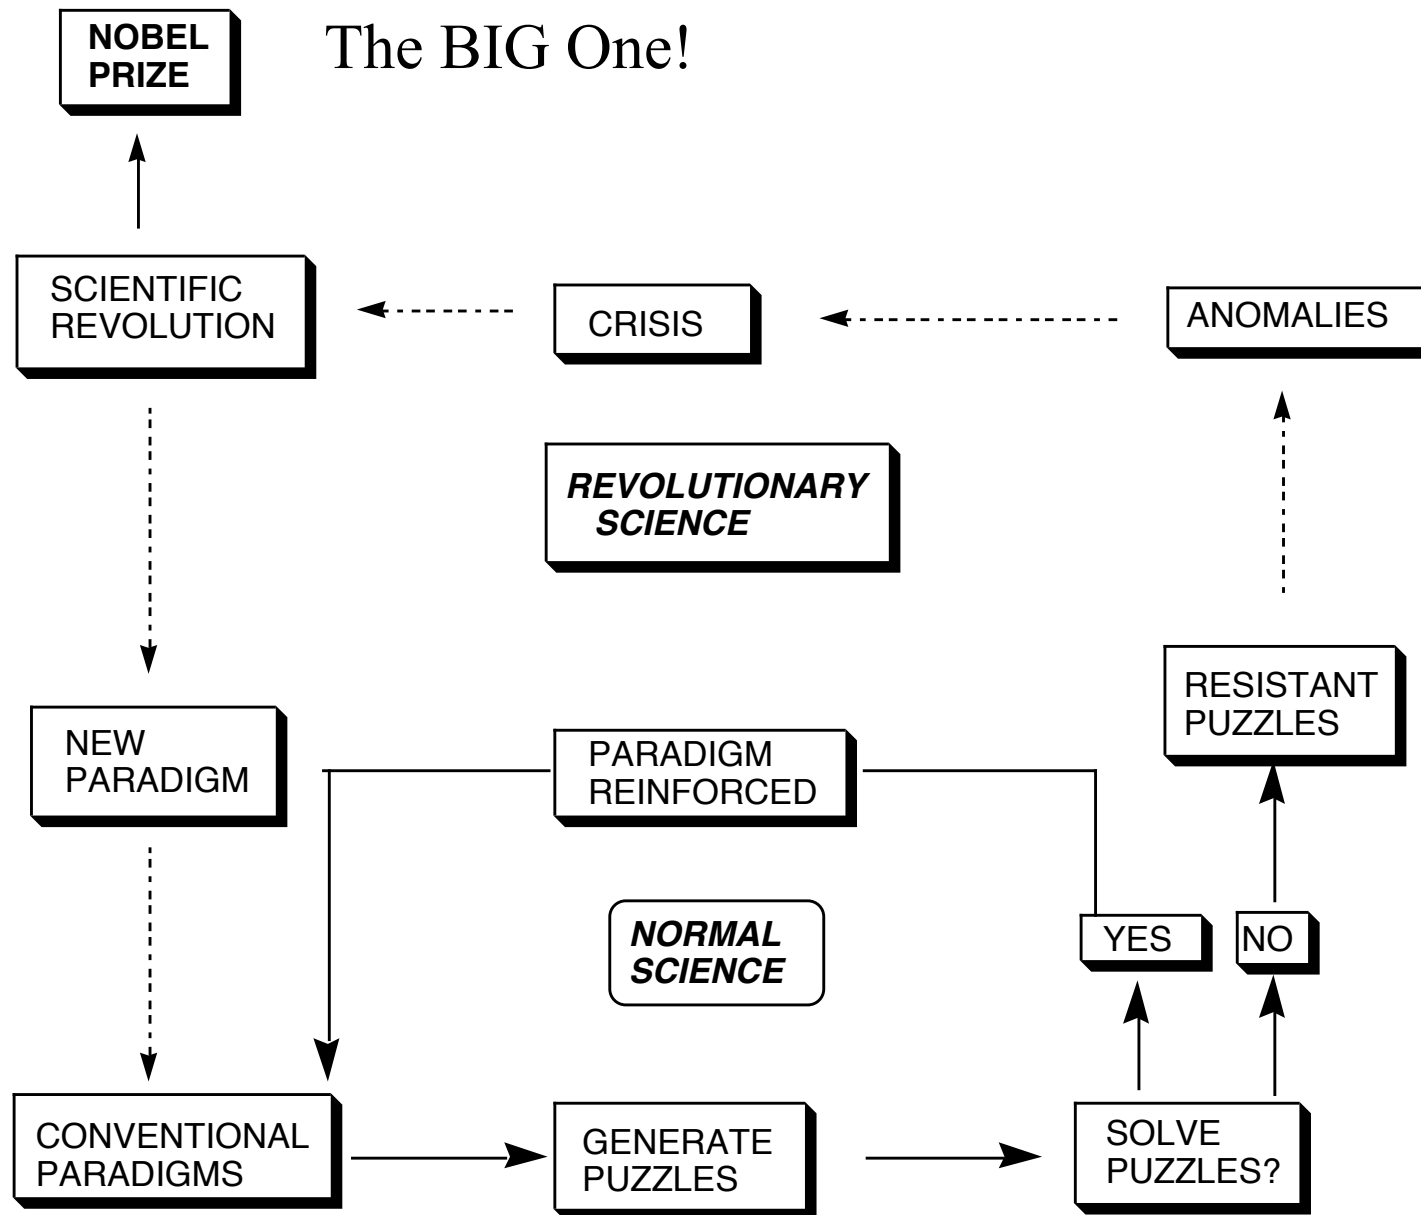 NOBEL
PRIZE
The BIG One!
SCIENTIFIC
REVOLUTION
CRISIS
ANOMALIES
REVOLUTIONARY
SCIENCE
RESISTANT
PUZZLES
NEW
PARADIGM
PARADIGM
REINFORCED
NORMAL
SCIENCE
YES
NO
CONVENTIONAL
PARADIGMS
GENERATE
PUZZLES
SOLVE
PUZZLES?